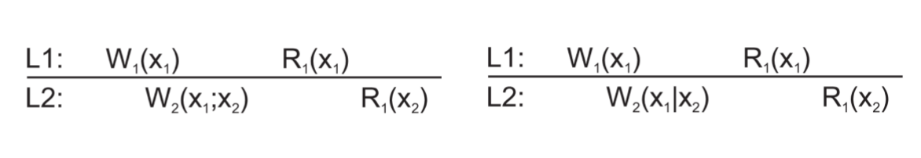 L1: W₁(x₁) R₁(x₁)
L2: W₂(x₁;x₂) R₁(x₂)
L1: W₁(x₁) R₁(x₁)
L2: W₂(x₁|x₂) R₁(x₂)